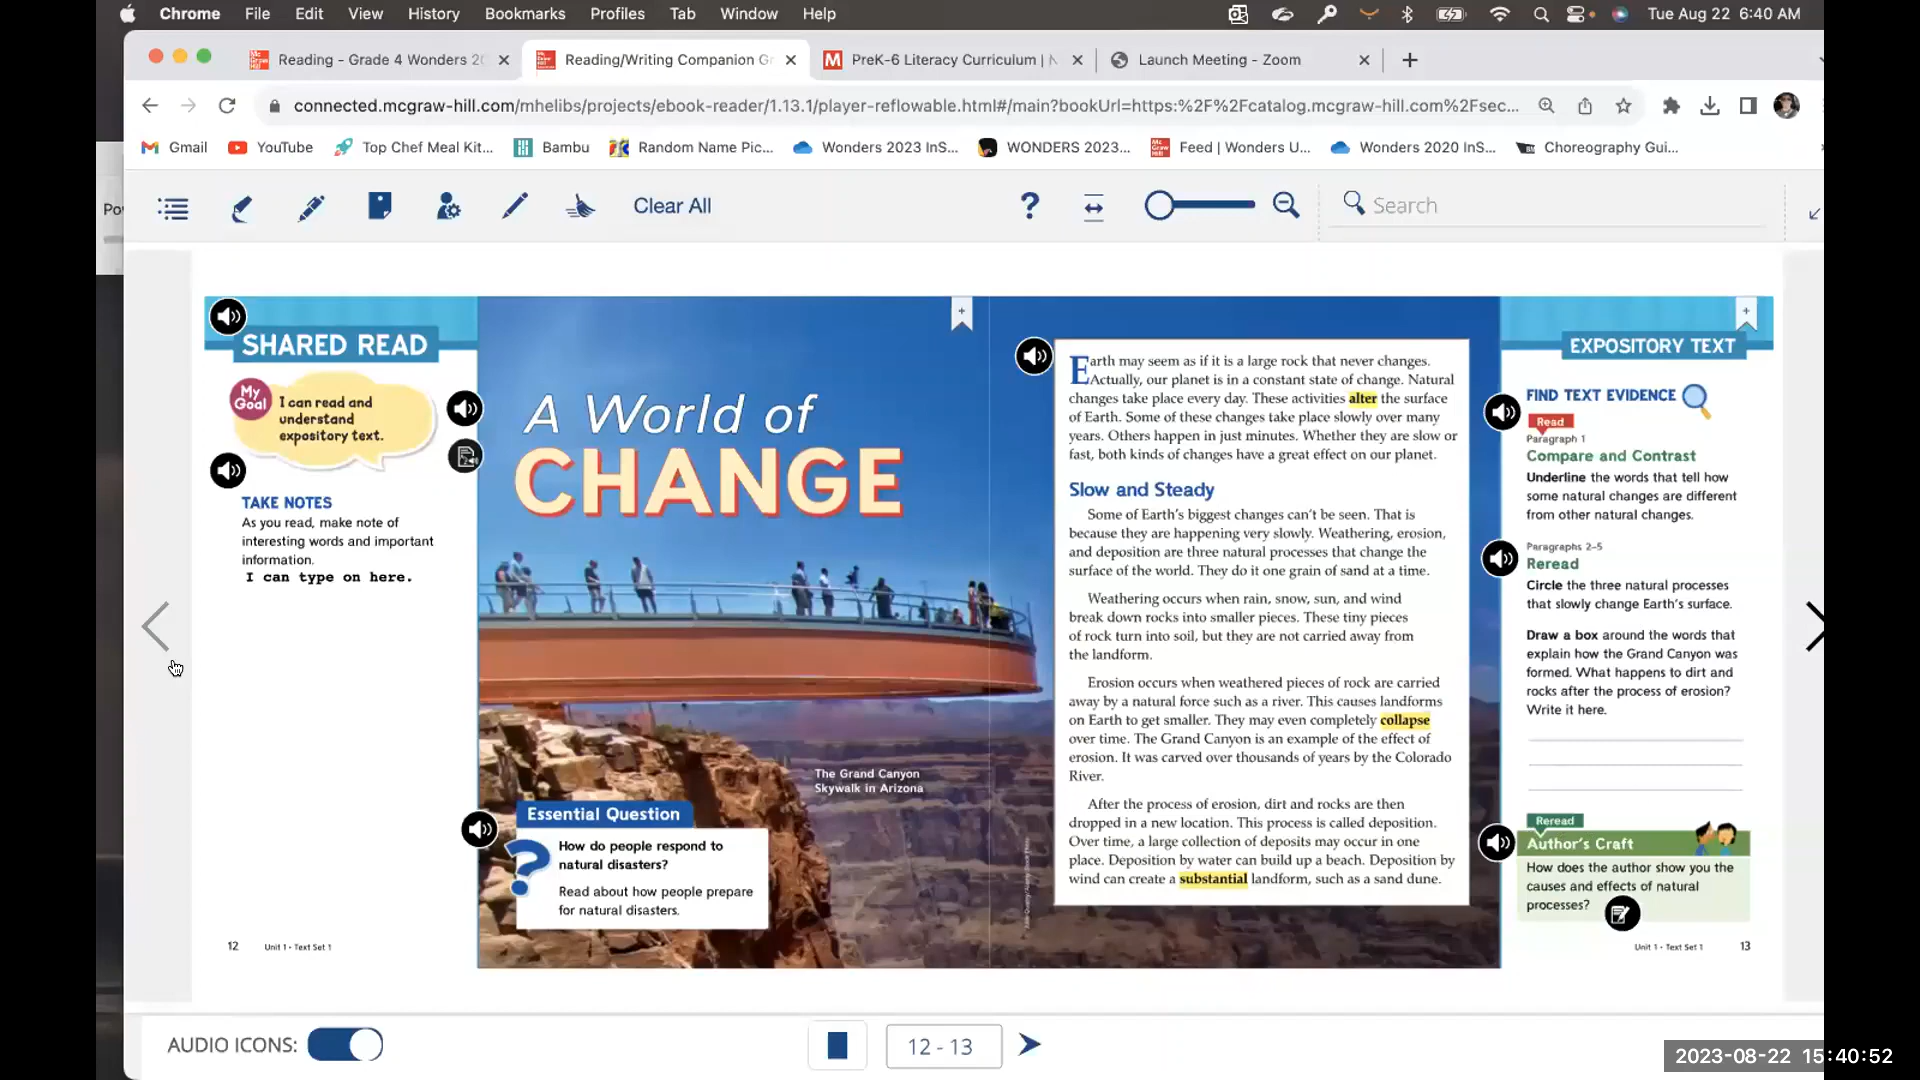 Chrome File Edit View History Bookmarks Profiles Tab Window Help
Tue Aug 22 6:40 AM
Reading - Grade 4 Wonders 20
Reading/Writing Companion Gr
PreK-6 Literacy Curriculum |
Launch Meeting - Zoom
connected.mcgraw-hill.com/mhelibs/projects/ebook-reader/1.13.1/player-reflowable.html#/main?bookUrl=https:%2F%2Fcatalog.mcgraw-hill.com%2Fsec...
Gmail
YouTube
Top Chef Meal Kit...
Bambu
Random Name Pic...
Wonders 2023 InS...
WONDERS 2023...
Feed | Wonders U...
Wonders 2020 InS...
Choreography Gui...
Clear All
Search
SHARED READ
My Goal
I can read and
understand
expository text.
TAKE NOTES
As you read, make note of
interesting words and important
information.
I can type on here.
A World of
CHANGE
The Grand Canyon
Skywalk in Arizona
Essential Question
How do people respond to
natural disasters?
Read about how people prepare
for natural disasters.
12 Unit 1 • Text Set 1
Earth may seem as if it is a large rock that never changes.
Actually, our planet is in a constant state of change. Natural
changes take place every day. These activities alter the surface
of Earth. Some of these changes take place slowly over many
years. Others happen in just minutes. Whether they are slow or
fast, both kinds of changes have a great effect on our planet.
Slow and Steady
Some of Earth's biggest changes can't be seen. That is
because they are happening very slowly. Weathering, erosion,
and deposition are three natural processes that change the
surface of the world. They do it one grain of sand at a time.
Weathering occurs when rain, snow, sun, and wind
break down rocks into smaller pieces. These tiny pieces
of rock turn into soil, but they are not carried away from
the landform.
Erosion occurs when weathered pieces of rock are carried
away by a natural force such as a river. This causes landforms
on Earth to get smaller. They may even completely collapse
over time. The Grand Canyon is an example of the effect of
erosion. It was carved over thousands of years by the Colorado
River.
After the process of erosion, dirt and rocks are then
dropped in a new location. This process is called deposition.
Over time, a large collection of deposits may occur in one
place. Deposition by water can build up a beach. Deposition by
wind can create a substantial landform, such as a sand dune.
EXPOSITORY TEXT
FIND TEXT EVIDENCE
Read
Paragraph 1
Compare and Contrast
Underline the words that tell how
some natural changes are different
from other natural changes.
Paragraphs 2-5
Reread
Circle the three natural processes
that slowly change Earth's surface.
Draw a box around the words that
explain how the Grand Canyon was
formed. What happens to dirt and
rocks after the process of erosion?
Write it here.
Reread
Author's Craft
How does the author show you the
causes and effects of natural
processes?
Unit 1 • Text Set 1 13
AUDIO ICONS:
12 - 13
2023-08-22 15:40:52